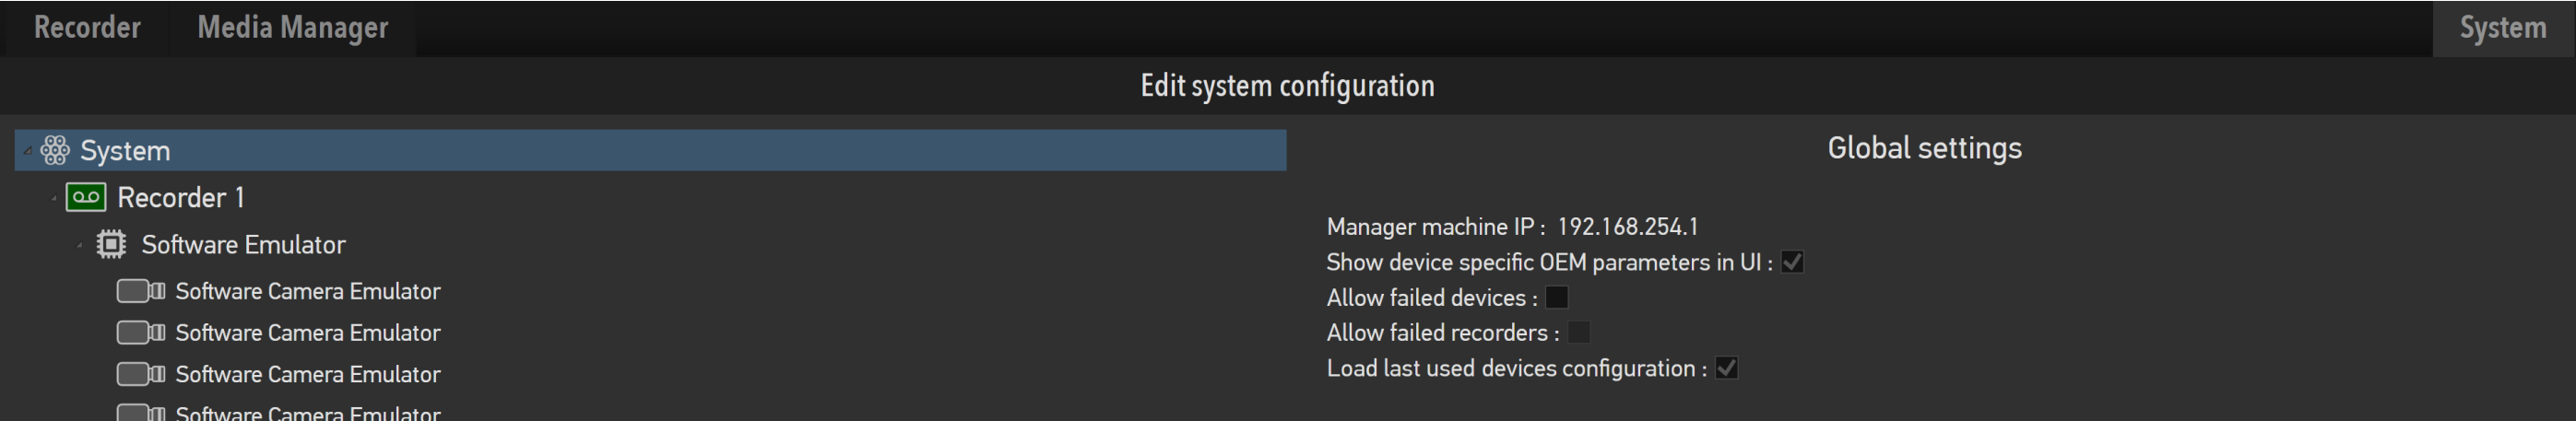 Recorder Media Manager System
Edit system configuration
System
Recorder 1
Software Emulator
Software Camera Emulator
Software Camera Emulator
Software Camera Emulator
Software Camera Emulator
Global settings
Manager machine IP : 192.168.254.1
Show device specific OEM parameters in UI :
Allow failed devices :
Allow failed recorders :
Load last used devices configuration :